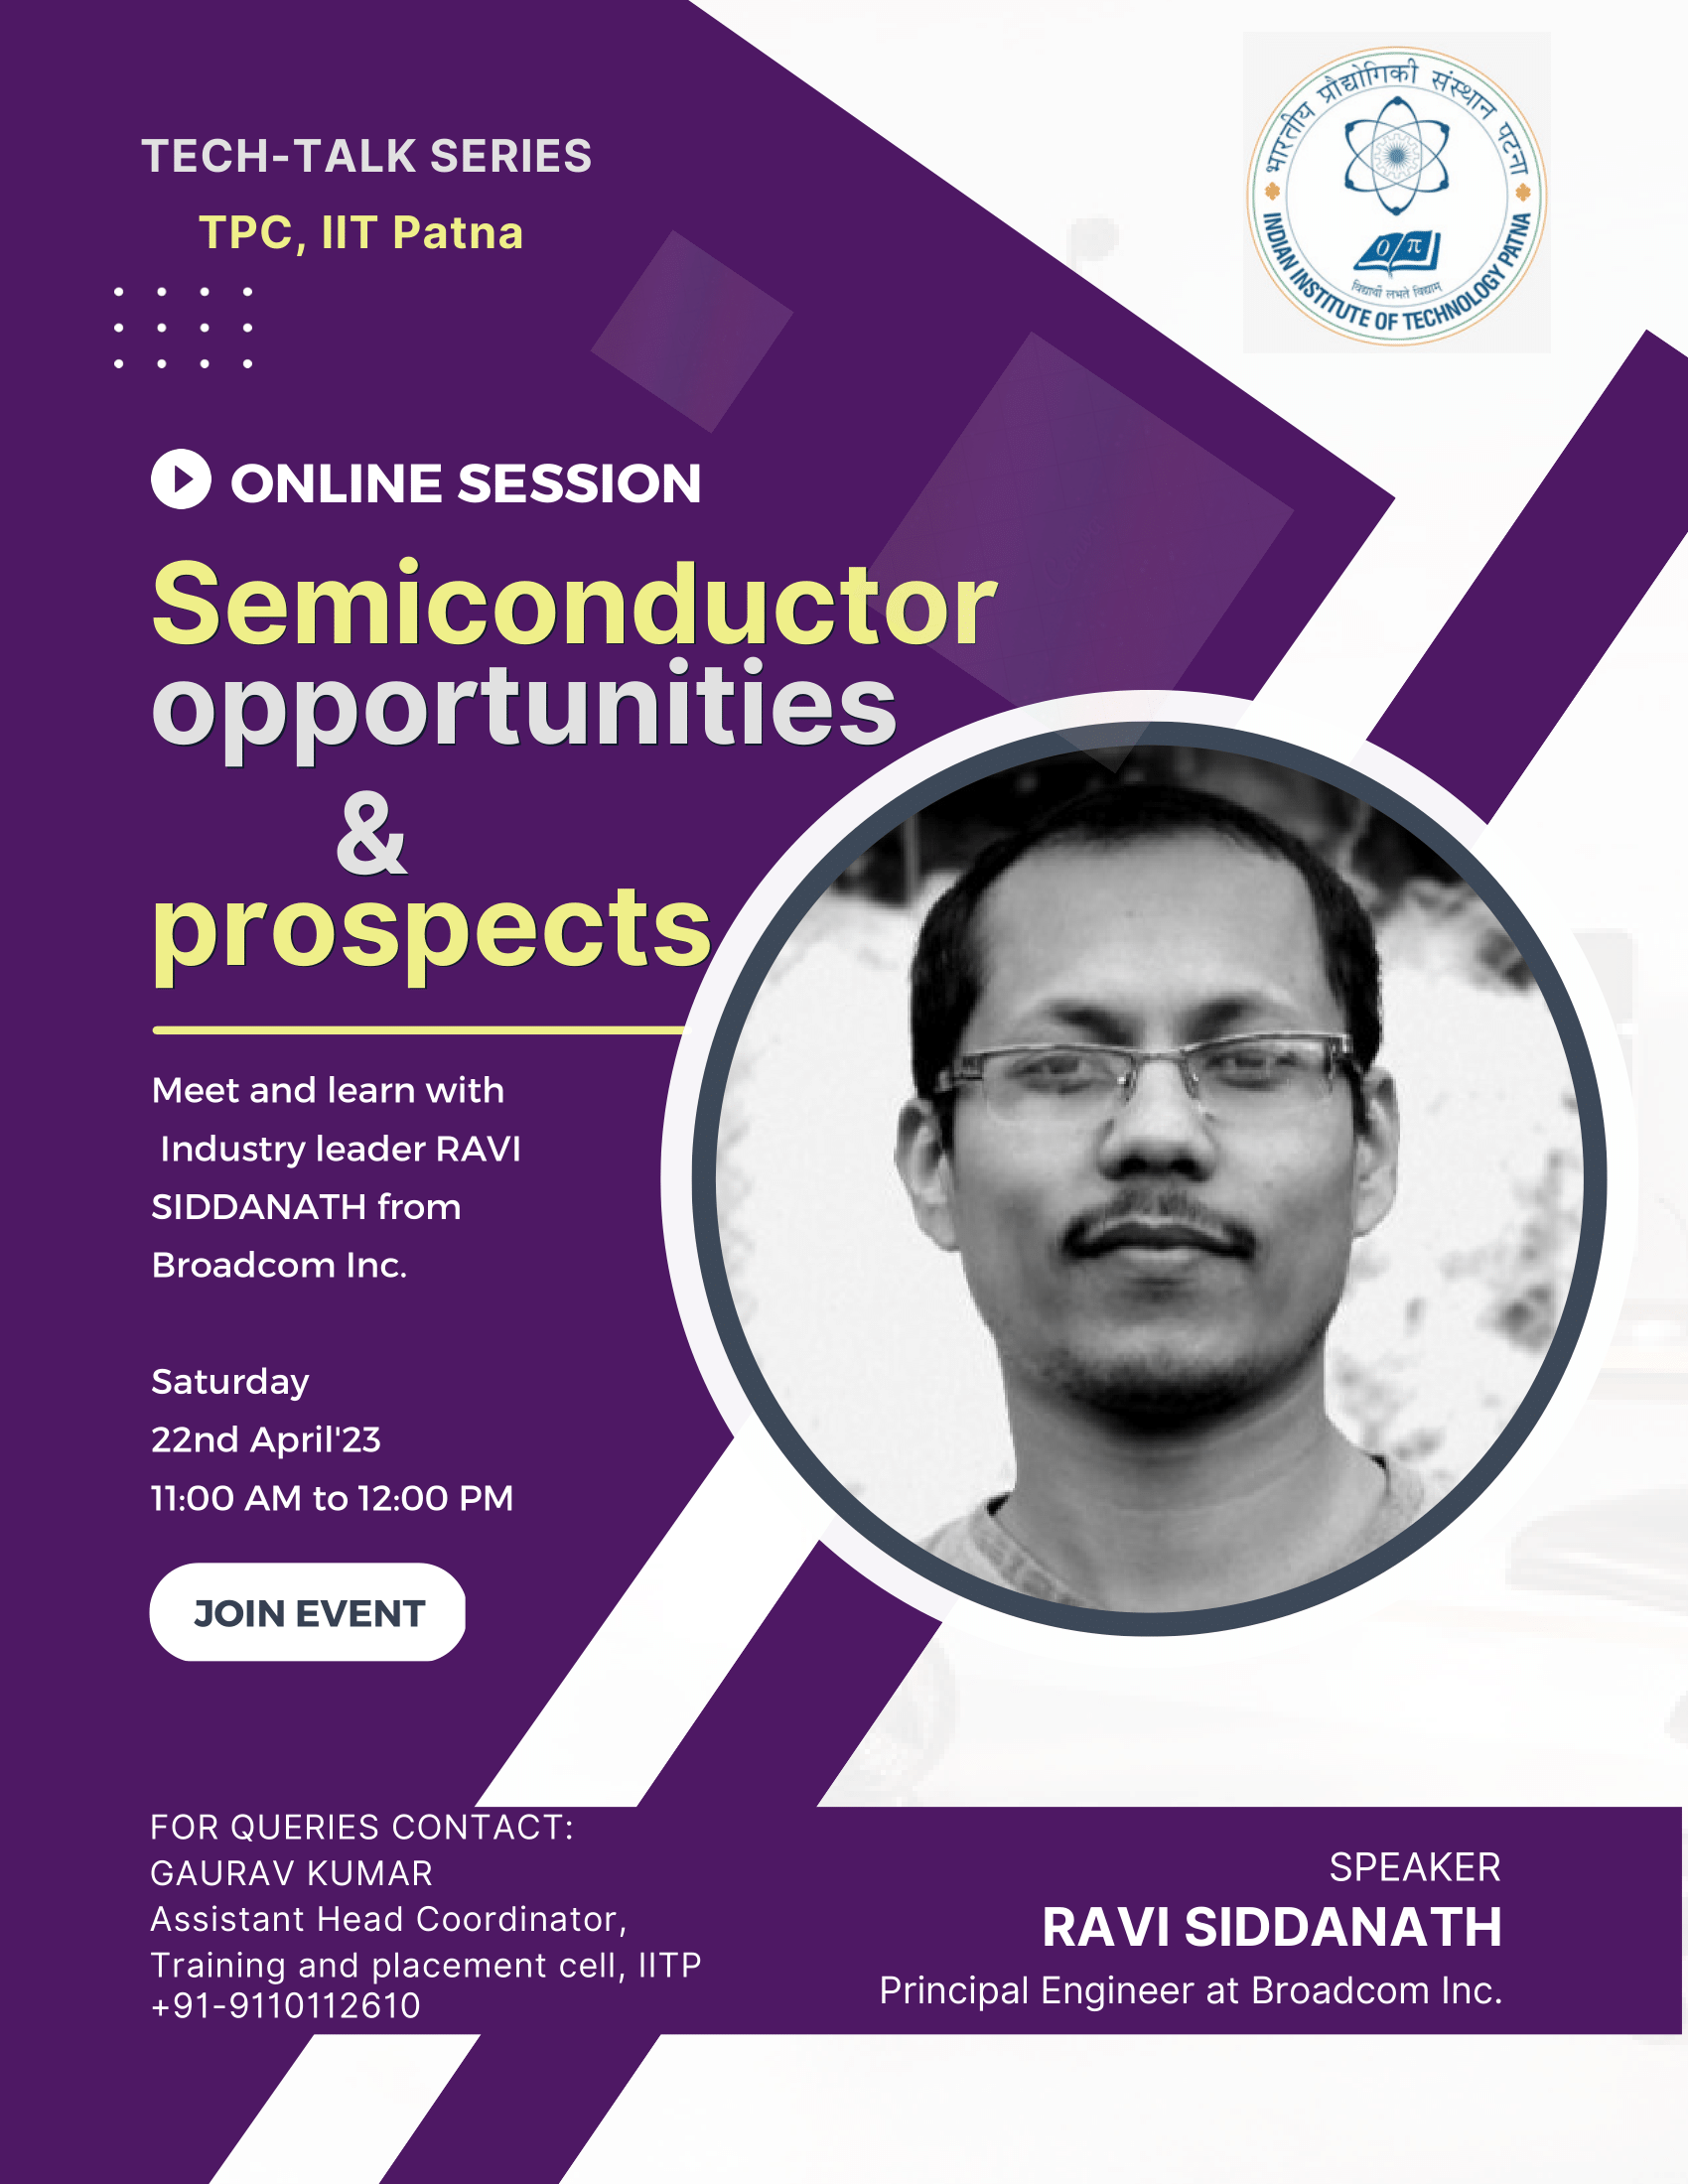 TECH-TALK SERIES
TPC, IIT Patna
भारतीय प्रौद्योगिकी संस्थान पटना
0/π
विद्यार्थी लभते विद्याम्
INDIAN INSTITUTE OF TECHNOLOGY PATNA
ONLINE SESSION
Semiconductor
opportunities
&
prospects
Meet and learn with
Industry leader RAVI
SIDDANATH from
Broadcom Inc.
Saturday
22nd April'23
11:00 AM to 12:00 PM
JOIN EVENT
FOR QUERIES CONTACT:
GAURAV KUMAR
Assistant Head Coordinator,
Training and placement cell, IITP
+91-9110112610
SPEAKER
RAVI SIDDANATH
Principal Engineer at Broadcom Inc.